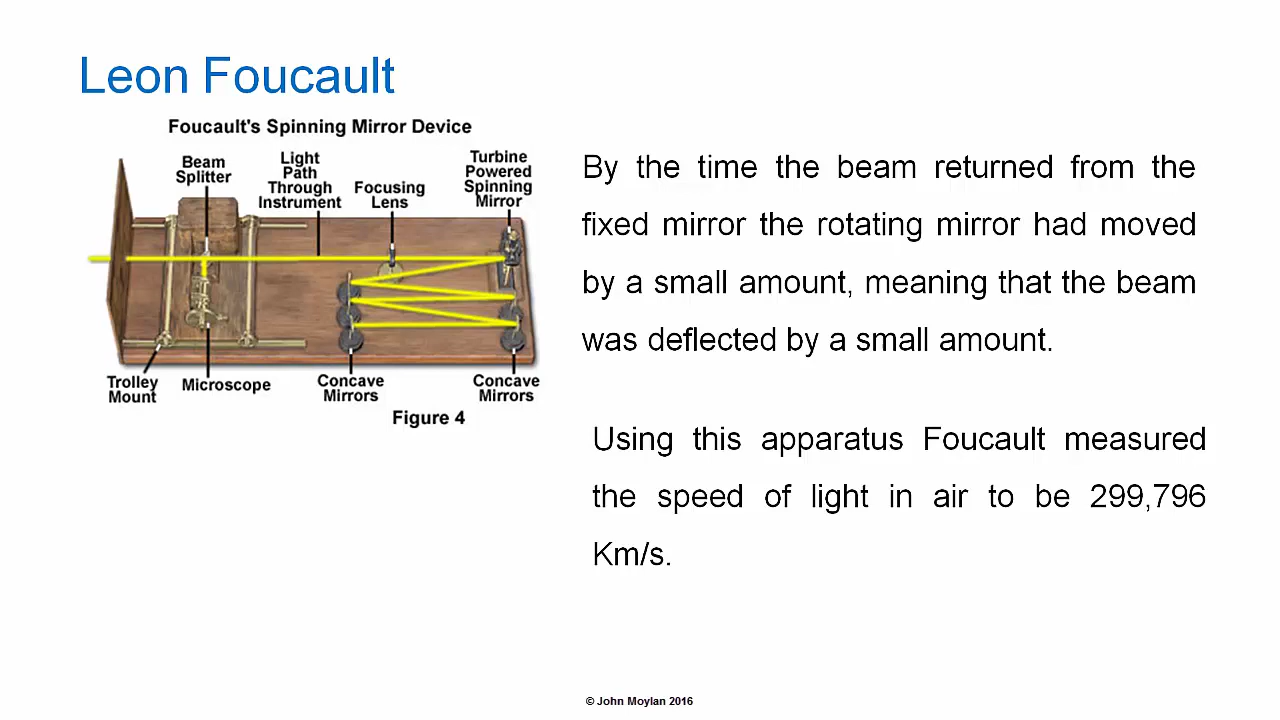 Leon Foucault
Foucault's Spinning Mirror Device
Beam
Splitter
Light
Path
Through
Instrument
Focusing
Lens
Turbine
Powered
Spinning
Mirror
Trolley
Mount
Microscope
Concave
Mirrors
Concave
Mirrors
Figure 4
By the time the beam returned from the
fixed mirror the rotating mirror had moved
by a small amount, meaning that the beam
was deflected by a small amount.
Using this apparatus Foucault measured
the speed of light in air to be 299,796
Km/s.
© John Moylan 2016